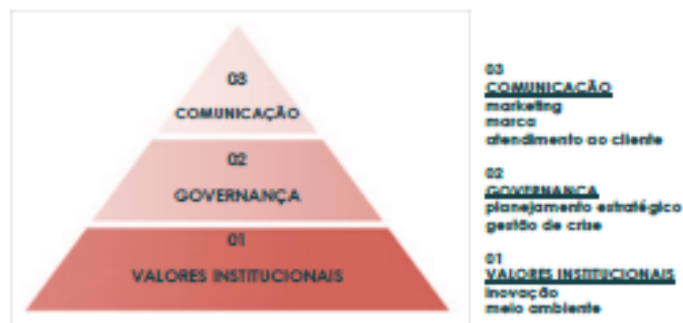 03
COMUNICAÇÃO
02
GOVERNANÇA
01
VALORES INSTITUCIONAIS
03
COMUNICAÇÃO
marketing
marca
atendimento ao cliente
02
GOVERNANÇA
planejamento estratégico
gestão de crise
01
VALORES INSTITUCIONAIS
inovação
meio ambiente